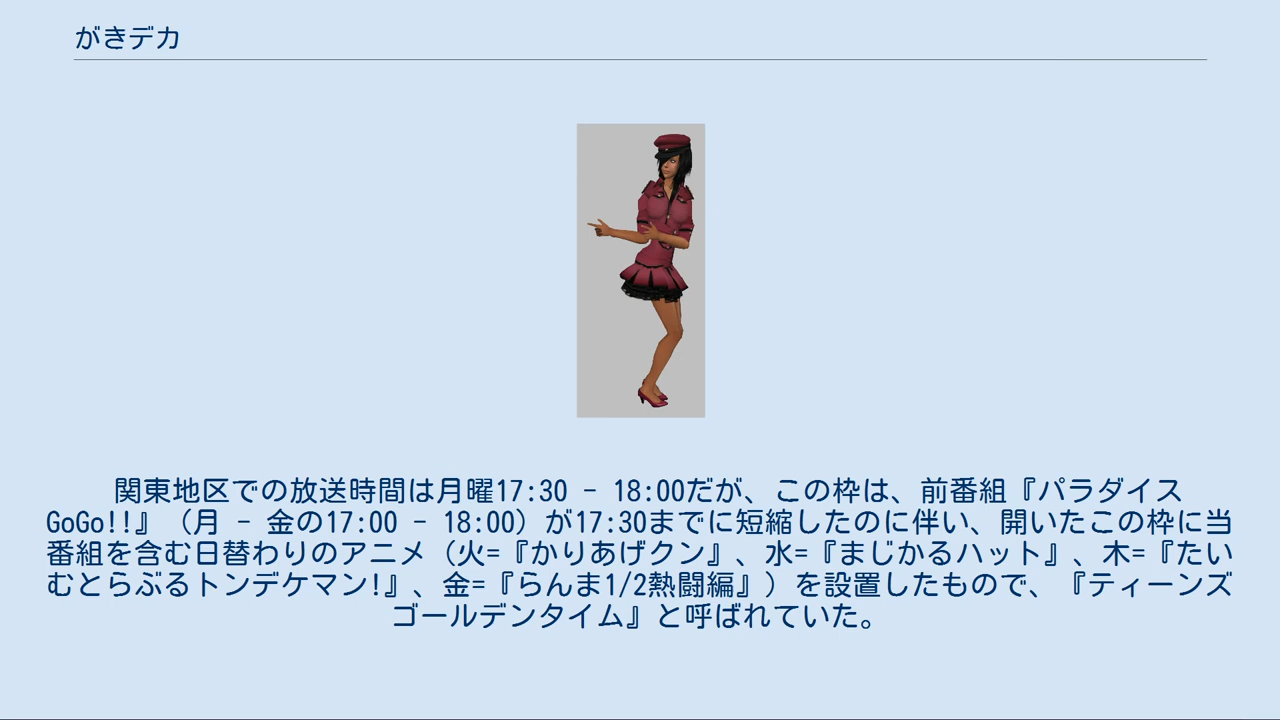 がきデカ
関東地区での放送時間は月曜17:30 - 18:00だが、この枠は、前番組『パラダイス
GoGo!!』（月 - 金の17:00 - 18:00）が17:30までに短縮したのに伴い、開いたこの枠に当
番組を含む日替わりのアニメ（火=『かりあげクン』、水=『まじかるハット』、木=『たい
むとらぶるトンデケマン!』、金=『らんま1/2熱闘編』）を設置したもので、『ティーンズ
ゴールデンタイム』と呼ばれていた。